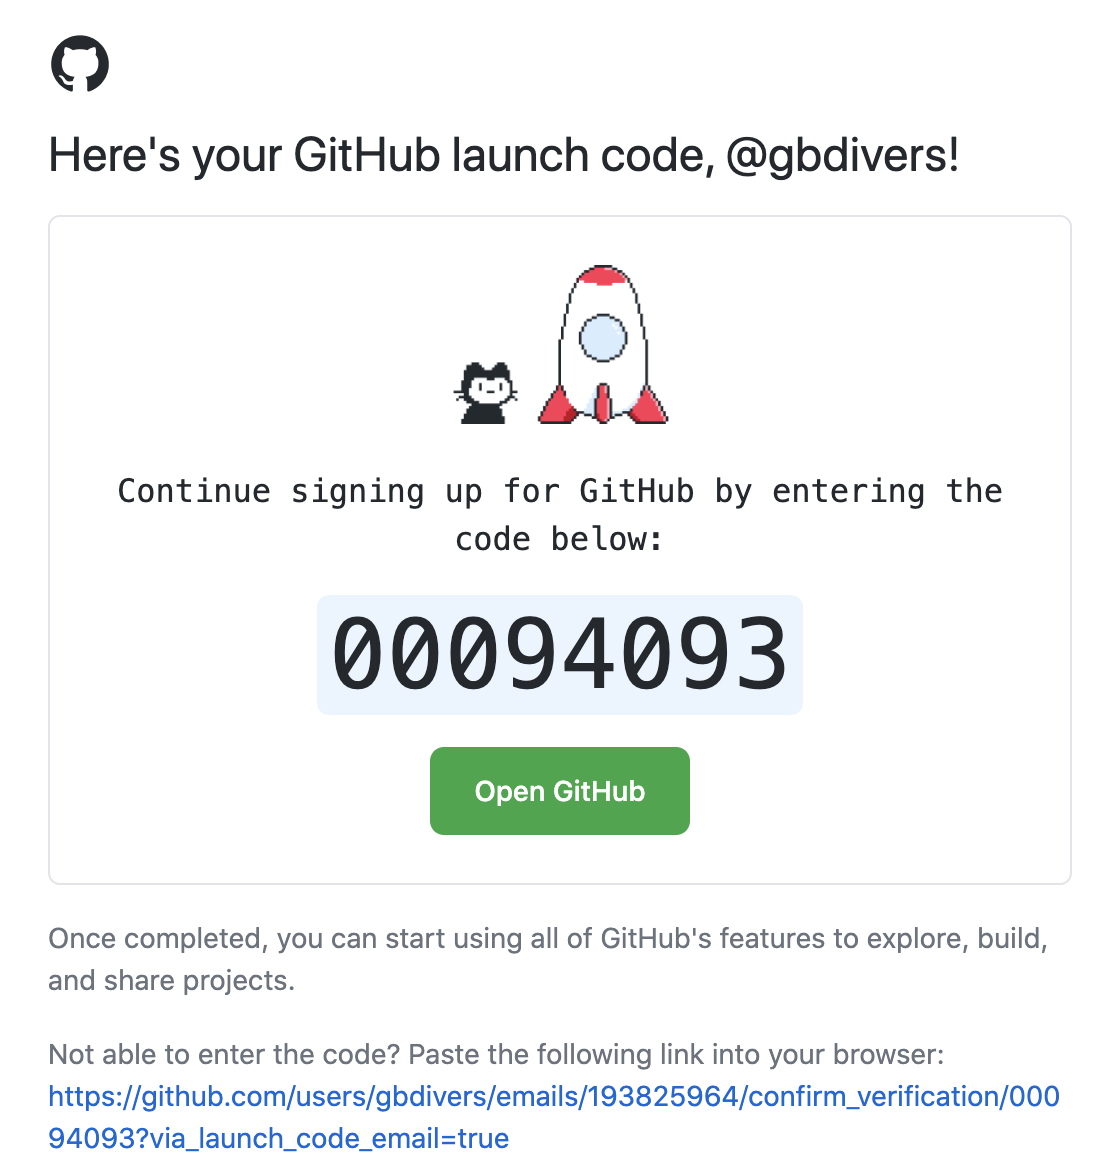 Here's your GitHub launch code, @gbdivers!
Continue signing up for GitHub by entering the
code below:
00094093
Open GitHub
Once completed, you can start using all of GitHub's features to explore, build,
and share projects.
Not able to enter the code? Paste the following link into your browser:
https://github.com/users/gbdivers/emails/193825964/confirm_verification/000
94093?via_launch_code_email=true